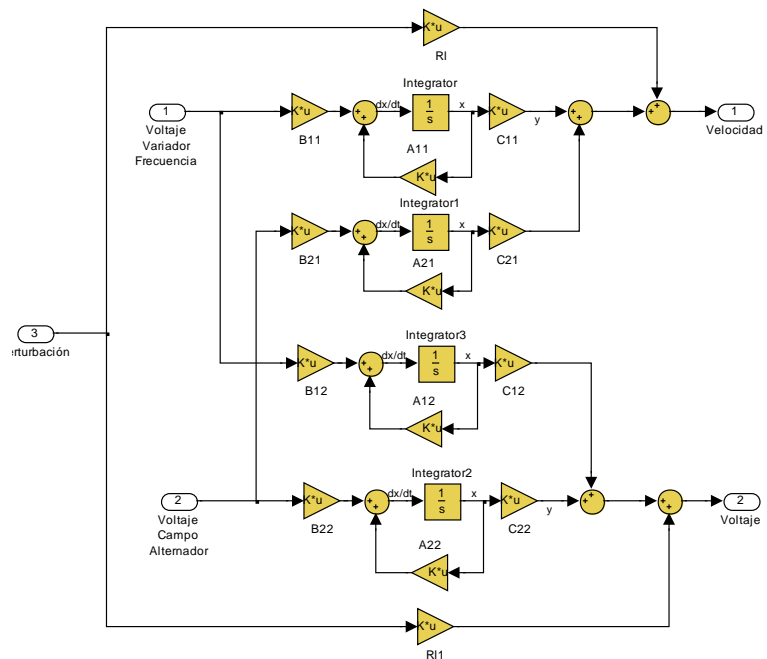 K*u
RI
Integrator
1
Voltaje
Variador
Frecuencia
K*u
B11
+
+
dx/dt
1
s
x
K*u
C11
y
+
+
+
+
1
Velocidad
A11
K*u
Integrator1
K*u
B21
+
+
dx/dt
1
s
x
K*u
C21
A21
K*u
3
erturbación
Integrator3
K*u
B12
+
+
dx/dt
1
s
x
K*u
C12
A12
K*u
Integrator2
2
Voltaje
Campo
Alternador
K*u
B22
+
+
dx/dt
1
s
x
K*u
C22
y
+
+
+
+
2
Voltaje
A22
K*u
K*u
RI1